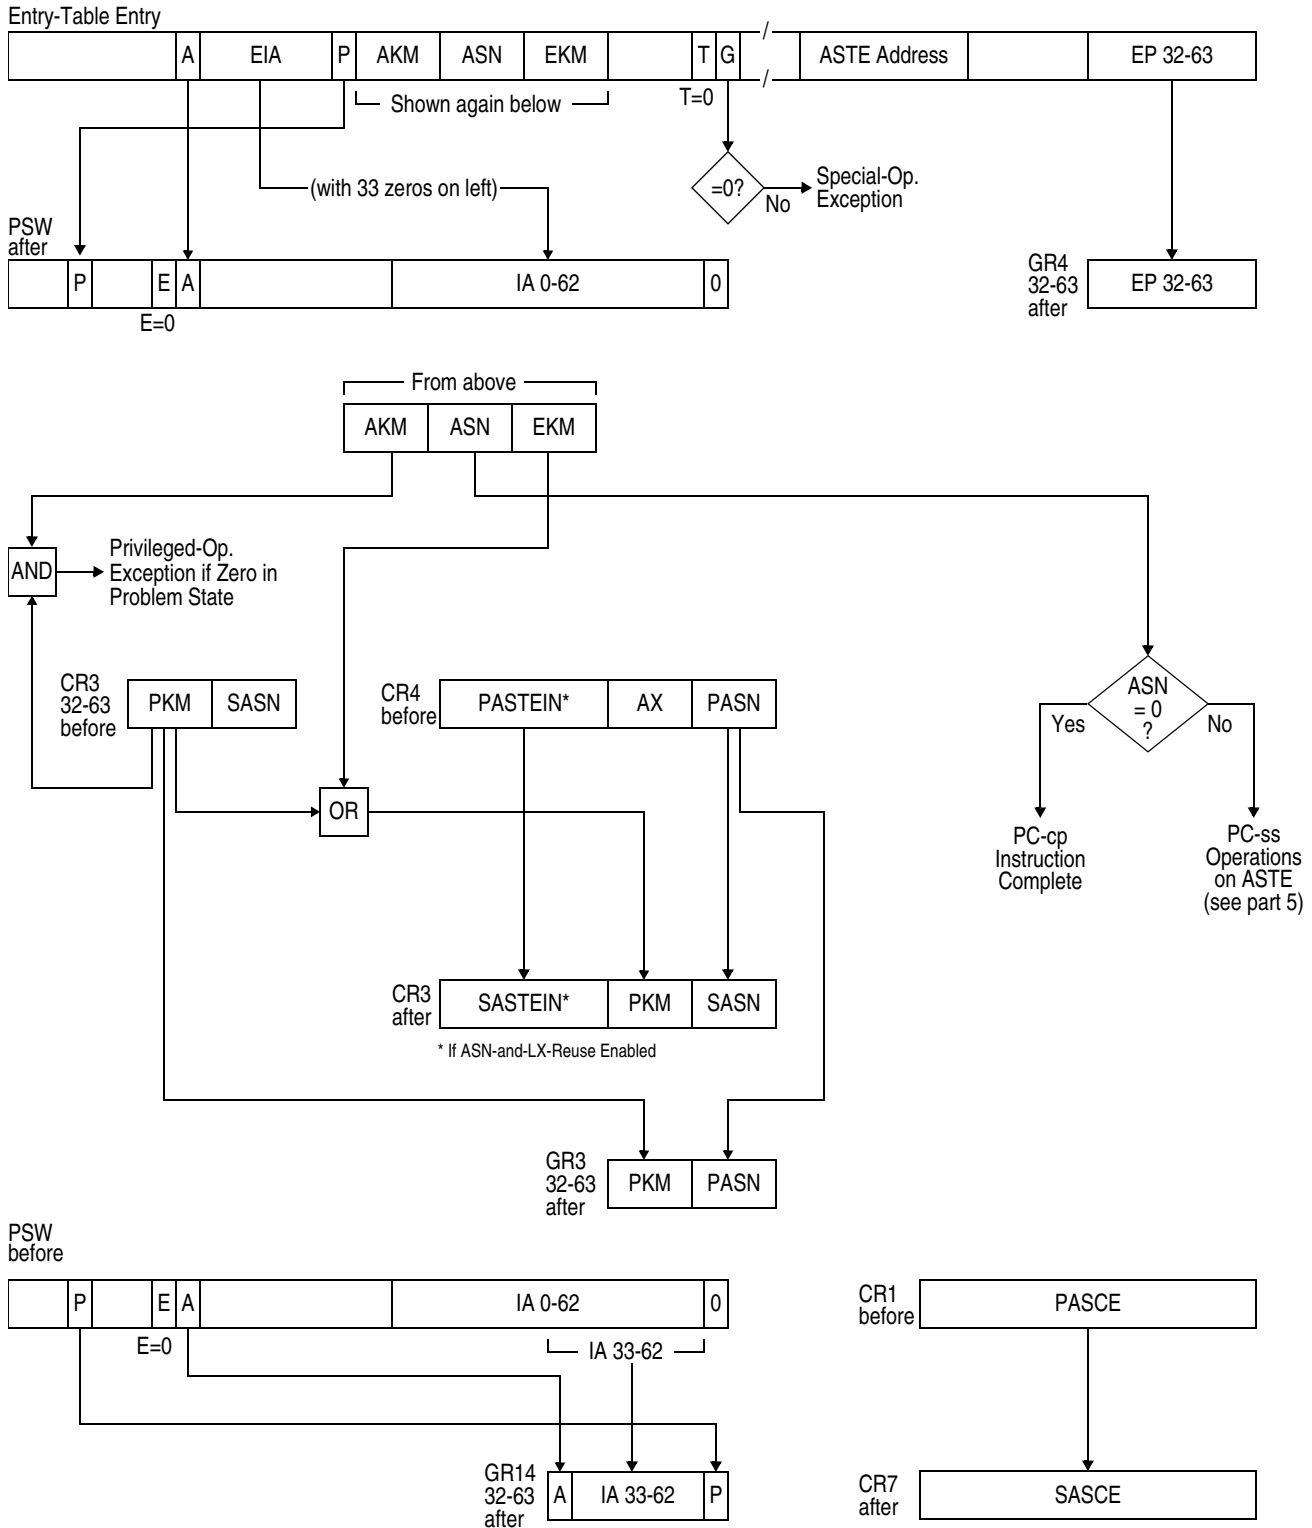 Entry-Table Entry
A EIA P AKM ASN EKM T G / / ASTE Address EP 32-63
Shown again below
T=0
(with 33 zeros on left)
=0?
No
Special-Op.
Exception
PSW
after
P E A IA 0-62 0
E=0
GR4
32-63
after
EP 32-63
From above
AKM ASN EKM
AND
Privileged-Op.
Exception if Zero in
Problem State
CR3
32-63
before
PKM SASN
CR4
before
PASTEIN* AX PASN
ASN
= 0
?
Yes
No
OR
PC-cp
Instruction
Complete
PC-ss
Operations
on ASTE
(see part 5)
CR3
after
SASTEIN* PKM SASN
* If ASN-and-LX-Reuse Enabled
GR3
32-63
after
PKM PASN
PSW
before
P E A IA 0-62 0
E=0
IA 33-62
CR1
before
PASCE
GR14
32-63
after
A IA 33-62 P
CR7
after
SASCE